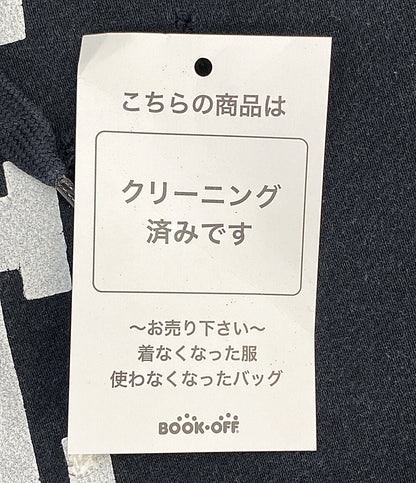 こちらの商品は
クリーニング
済みです
～お売り下さい～
着なくなった服
使わなくなったバッグ
BOOK・OFF